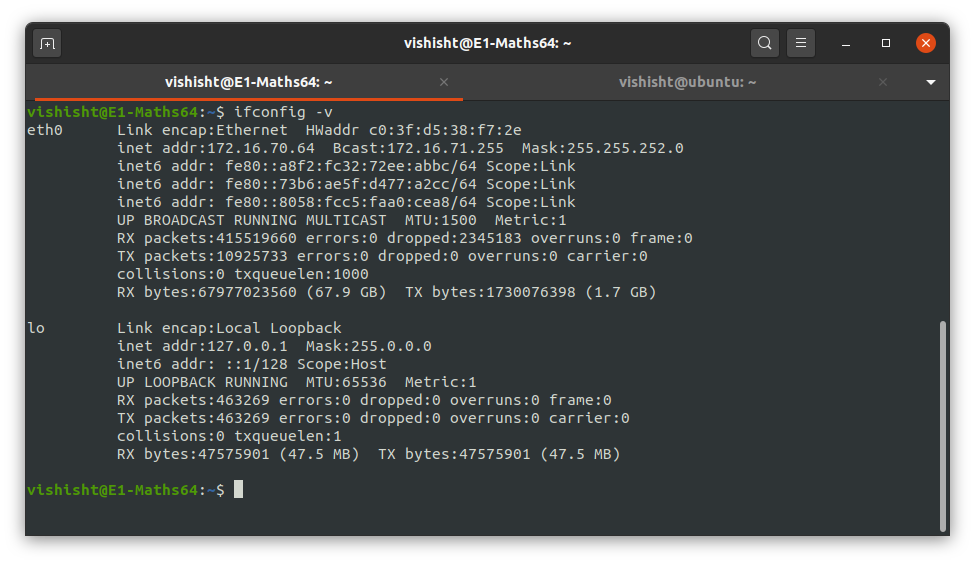 vishisht@E1-Maths64: ~
vishisht@E1-Maths64: ~
vishisht@ubuntu: ~
vishisht@E1-Maths64:~$ ifconfig -v
eth0      Link encap:Ethernet  HWaddr c0:3f:d5:38:f7:2e
          inet addr:172.16.70.64  Bcast:172.16.71.255  Mask:255.255.252.0
          inet6 addr: fe80::a8f2:fc32:72ee:abbc/64 Scope:Link
          inet6 addr: fe80::73b6:ae5f:d477:a2cc/64 Scope:Link
          inet6 addr: fe80::8058:fcc5:faa0:cea8/64 Scope:Link
          UP BROADCAST RUNNING MULTICAST  MTU:1500  Metric:1
          RX packets:415519660 errors:0 dropped:2345183 overruns:0 frame:0
          TX packets:10925733 errors:0 dropped:0 overruns:0 carrier:0
          collisions:0 txqueuelen:1000
          RX bytes:67977023560 (67.9 GB)  TX bytes:1730076398 (1.7 GB)
lo        Link encap:Local Loopback
          inet addr:127.0.0.1  Mask:255.0.0.0
          inet6 addr: ::1/128 Scope:Host
          UP LOOPBACK RUNNING  MTU:65536  Metric:1
          RX packets:463269 errors:0 dropped:0 overruns:0 frame:0
          TX packets:463269 errors:0 dropped:0 overruns:0 carrier:0
          collisions:0 txqueuelen:1
          RX bytes:47575901 (47.5 MB)  TX bytes:47575901 (47.5 MB)
vishisht@E1-Maths64:~$